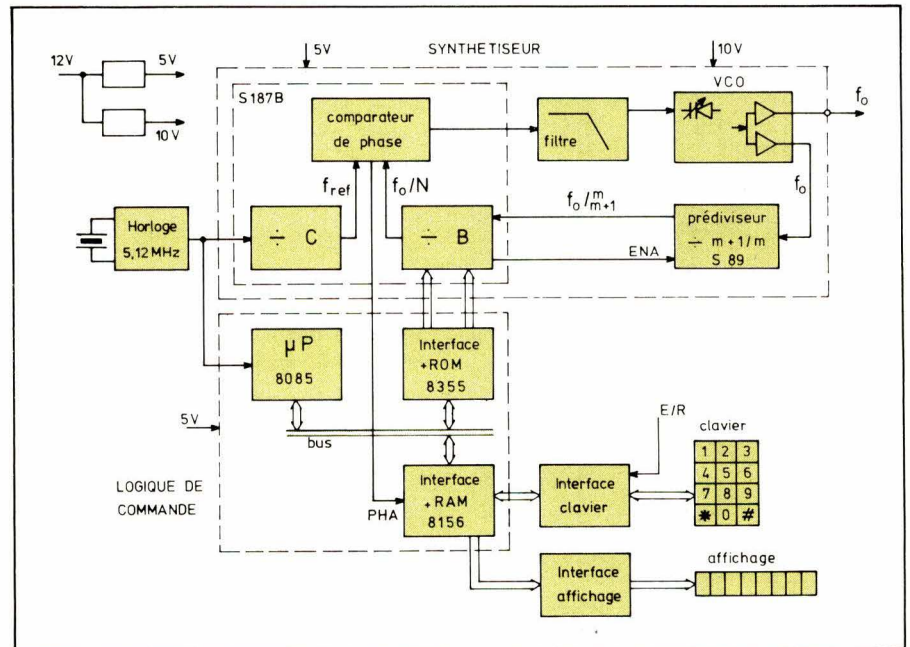 5V
SYNTHETISEUR
10V
12V
5V
10V
S187B
comparateur
de phase
filtre
VCO
fo
fo
fref
fo/N
fo/m/m+1
Horloge
5,12MHz
÷ C
÷ B
ENA
prédiviseur
÷ m+1/m
S 89
µP
8085
Interface
+ROM
8355
5V
bus
E/R
clavier
1 2 3
4 5 6
7 8 9
* 0 #
LOGIQUE DE
COMMANDE
PHA
Interface
+RAM
8156
Interface
clavier
affichage
Interface
affichage